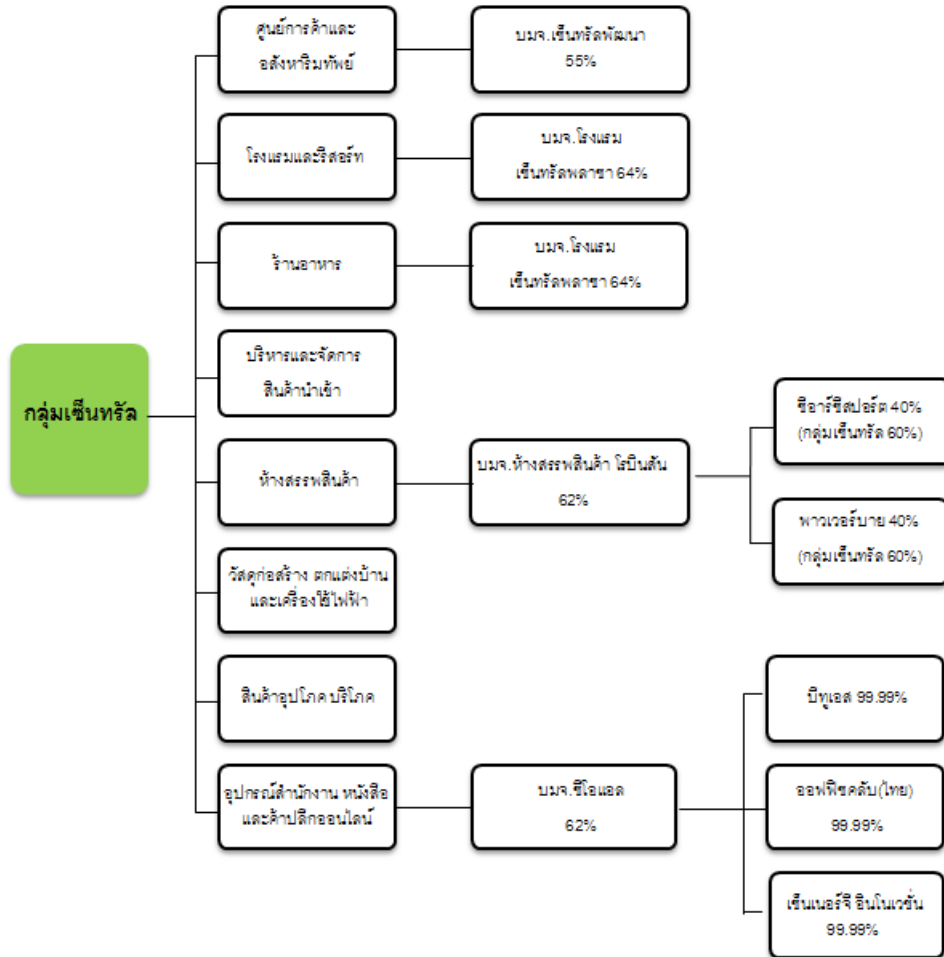 กลุ่มเซ็นทรัล
ศูนย์การค้าและ
อสังหาริมทรัพย์
บมจ.เซ็นทรัลพัฒนา
55%
โรงแรมและรีสอร์ท
บมจ.โรงแรม
เซ็นทรัลพลาซา 64%
ร้านอาหาร
บมจ.โรงแรม
เซ็นทรัลพลาซา 64%
บริหารและจัดการ
สินค้านำเข้า
ห้างสรรพสินค้า
บมจ.ห้างสรรพสินค้า โรบินสัน
62%
ซีอาร์ซีสปอร์ต 40%
(กลุ่มเซ็นทรัล 60%)
พาวเวอร์บาย 40%
(กลุ่มเซ็นทรัล 60%)
วัสดุก่อสร้าง ตกแต่งบ้าน
และเครื่องใช้ไฟฟ้า
สินค้าอุปโภค บริโภค
อุปกรณ์สำนักงาน หนังสือ
และค้าปลีกออนไลน์
บมจ.ซีโอแอล
62%
บีทูเอส 99.99%
ออฟฟิซคลับ(ไทย)
99.99%
เซ็นเนอร์จี อินโนเวชั่น
99.99%